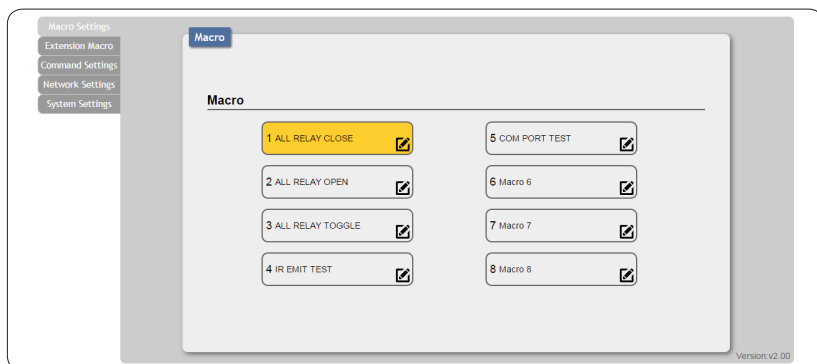 Macro Settings
Extension Macro
Command Settings
Network Settings
System Settings
Macro
Macro
1 ALL RELAY CLOSE
2 ALL RELAY OPEN
3 ALL RELAY TOGGLE
4 IR EMIT TEST
5 COM PORT TEST
6 Macro 6
7 Macro 7
8 Macro 8
Version:v2.00